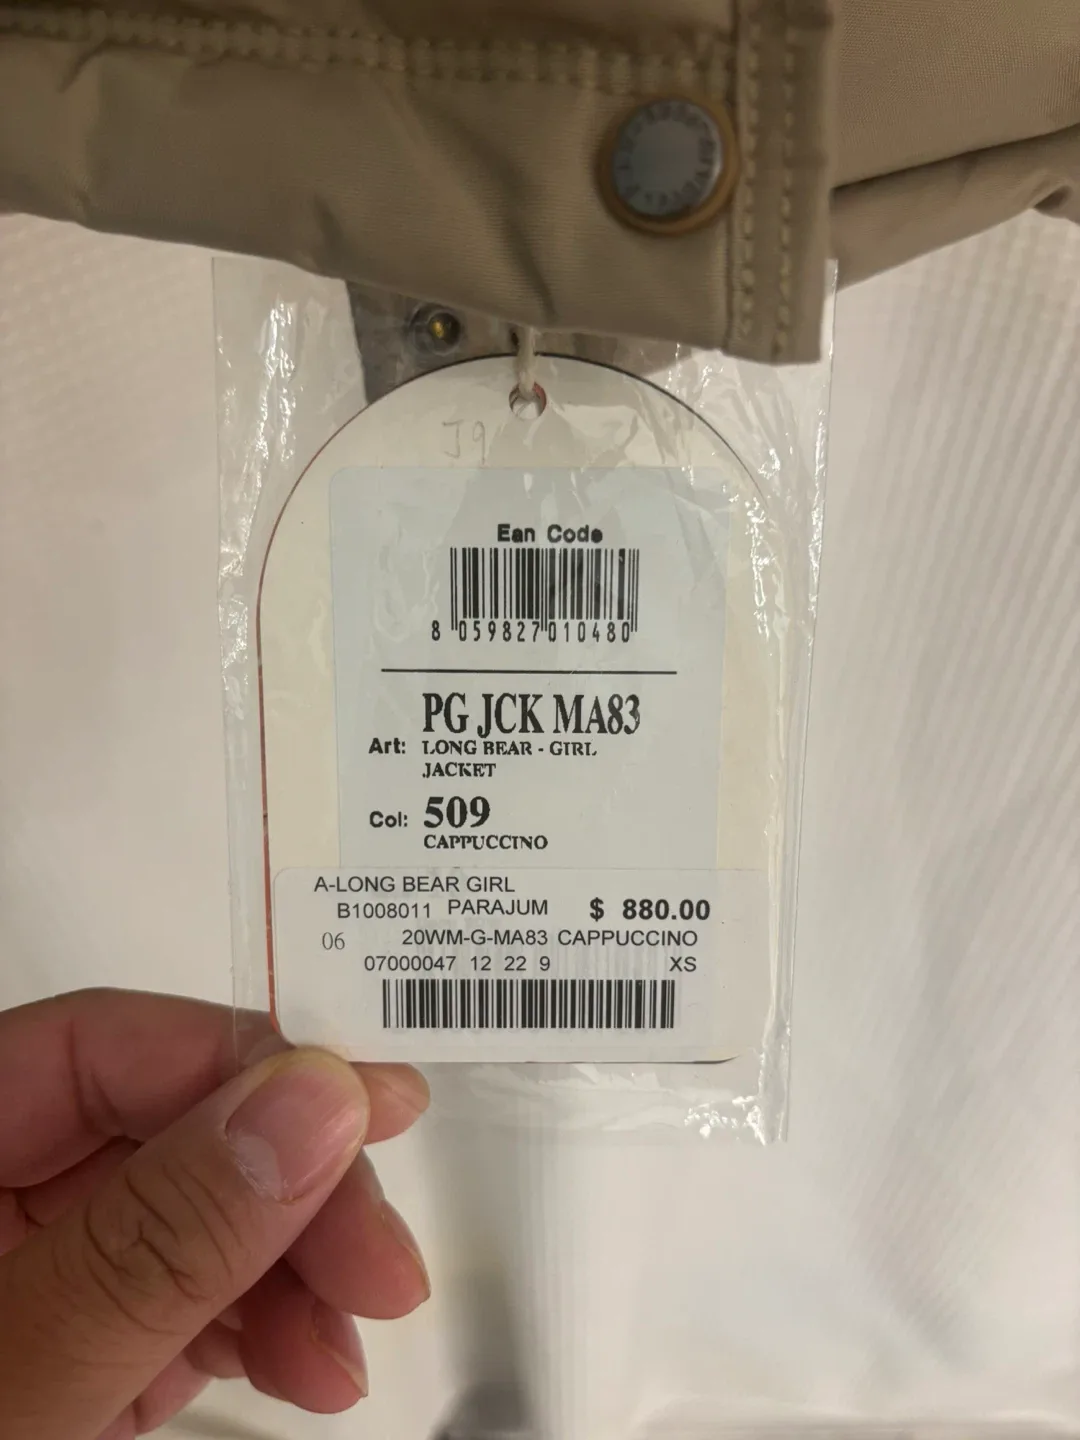 J9
Ean Code
8 059827 010480
PG JCK MA83
Art: LONG BEAR - GIRL
JACKET
Col: 509
CAPPUCCINO
A-LONG BEAR GIRL
B1008011 PARAJUM $ 880.00
06 20WM-G-MA83 CAPPUCCINO
07000047 12 22 9 XS